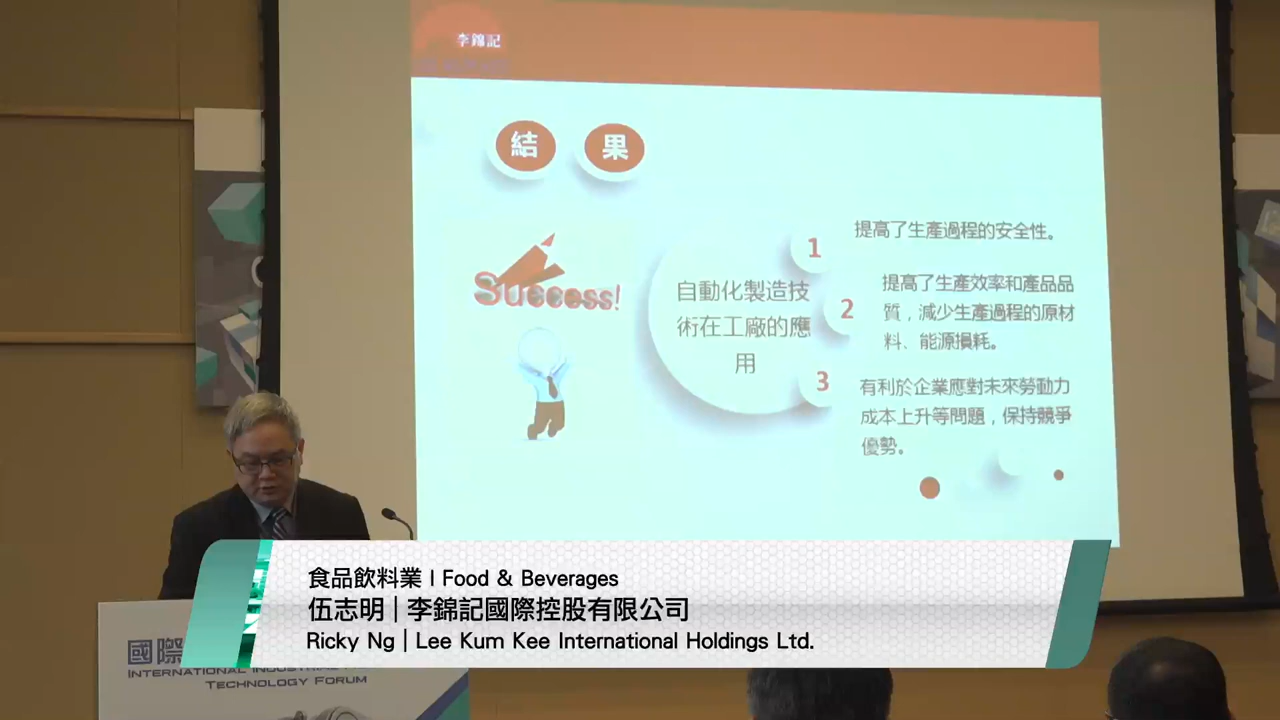 李錦記
結果
Success!
自動化製造技
術在工廠的應
用
1
提高了生產過程的安全性。
2
提高了生產效率和產品品
質，減少生產過程的原材
料、能源損耗。
3
有利於企業應對未來勞動力
成本上升等問題，保持競爭
優勢。
食品飲料業 | Food & Beverages
伍志明 | 李錦記國際控股有限公司
Ricky Ng | Lee Kum Kee International Holdings Ltd.
國際
INTERNATIONAL
TECHNOLOGY FORUM